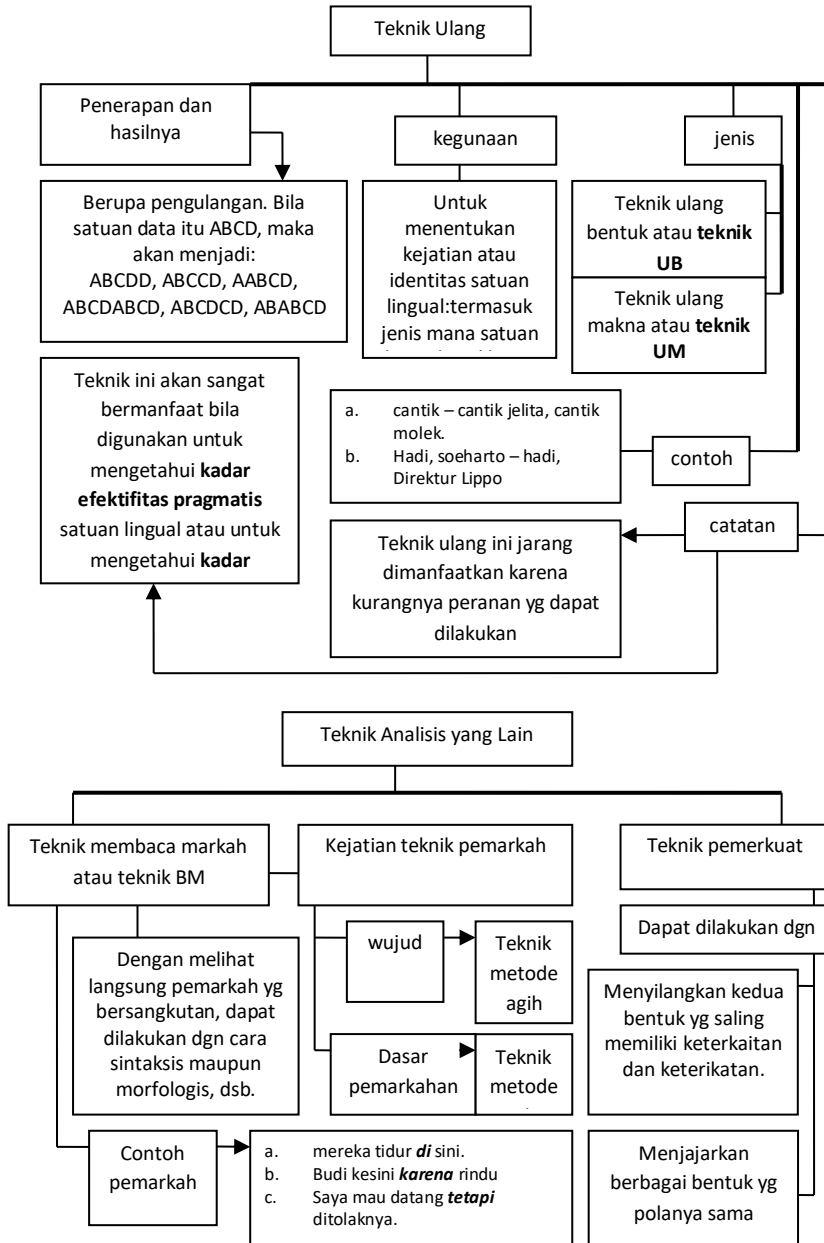 Teknik Ulang
Penerapan dan
hasilnya
kegunaan
jenis
Berupa pengulangan. Bila
satuan data itu ABCD, maka
akan menjadi:
ABCDD, ABCCD, AABCD,
ABCDABCD, ABCDCD, ABABCD
Untuk
menentukan
kejatian atau
identitas satuan
lingual:termasuk
jenis mana satuan
Teknik ulang
bentuk atau teknik
UB
Teknik ulang
makna atau teknik
UM
Teknik ini akan sangat
bermanfaat bila
digunakan untuk
mengetahui kadar
efektifitas pragmatis
satuan lingual atau untuk
mengetahui kadar
a. cantik – cantik jelita, cantik
molek.
b. Hadi, soeharto – hadi,
Direktur Lippo
contoh
catatan
Teknik ulang ini jarang
dimanfaatkan karena
kurangnya peranan yg dapat
dilakukan
Teknik Analisis yang Lain
Teknik membaca markah
atau teknik BM
Kejatian teknik pemarkah
Teknik pemerkuat
Dengan melihat
langsung pemarkah yg
bersangkutan, dapat
dilakukan dgn cara
sintaksis maupun
morfologis, dsb.
wujud
Teknik
metode
agih
Dasar
pemarkahan
Teknik
metode
Dapat dilakukan dgn
Menyilangkan kedua
bentuk yg saling
memiliki keterkaitan
dan keterikatan.
Contoh
pemarkah
a. mereka tidur di sini.
b. Budi kesini karena rindu
c. Saya mau datang tetapi
ditolaknya.
Menjajarkan
berbagai bentuk yg
polanya sama